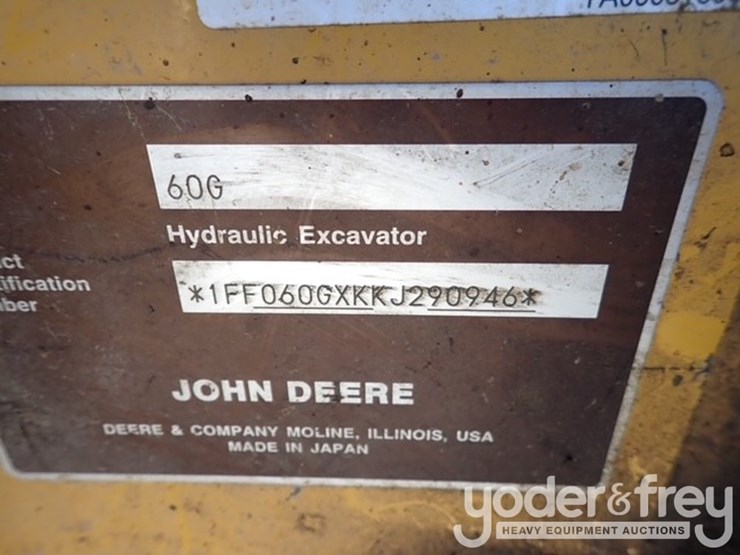 60G
Hydraulic Excavator
*1FF060GXKKJ290946*
JOHN DEERE
DEERE & COMPANY MOLINE, ILLINOIS, USA
MADE IN JAPAN
yoder&frey
HEAVY EQUIPMENT AUCTIONS